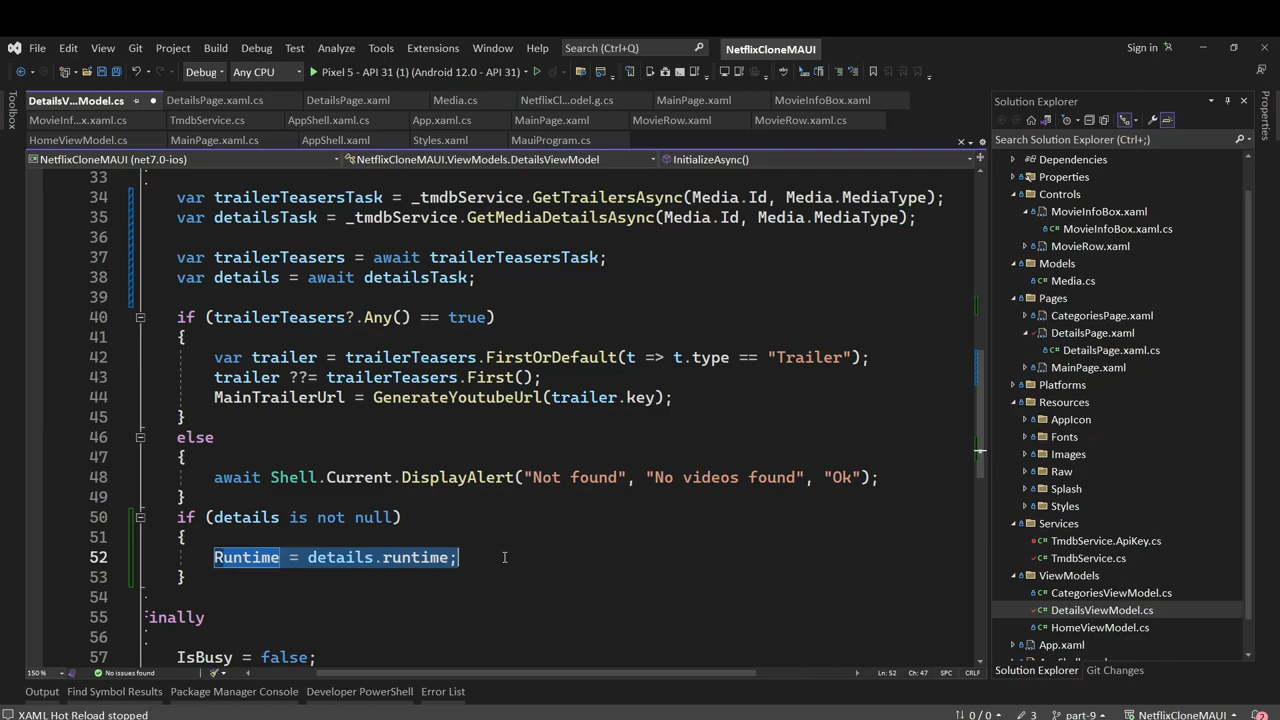 File Edit View Git Project Build Debug Test Analyze Tools Extensions Window Help Search (Ctrl+Q) NetflixCloneMAUI Sign in
Debug Any CPU Pixel 5 - API 31 (1) (Android 12.0 - API 31)
Toolbox
DetailsV...Model.cs DetailsPage.xaml.cs DetailsPage.xaml Media.cs NetflixCl...odel.g.cs MainPage.xaml MovieInfoBox.xaml
MovieInf...x.xaml.cs TmdbService.cs AppShell.xaml.cs App.xaml.cs MainPage.xaml.cs MovieRow.xaml MovieRow.xaml.cs
HomeViewModel.cs AppShell.xaml Styles.xaml MauiProgram.cs
NetflixCloneMAUI (net7.0-ios) NetflixCloneMAUI.ViewModels.DetailsViewModel InitializeAsync()
33
34 var trailerTeasersTask = _tmdbService.GetTrailersAsync(Media.Id, Media.MediaType);
35 var detailsTask = _tmdbService.GetMediaDetailsAsync(Media.Id, Media.MediaType);
36
37 var trailerTeasers = await trailerTeasersTask;
38 var details = await detailsTask;
39
40 if (trailerTeasers?.Any() == true)
41 {
42 var trailer = trailerTeasers.FirstOrDefault(t => t.type == "Trailer");
43 trailer ??= trailerTeasers.First();
44 MainTrailerUrl = GenerateYoutubeUrl(trailer.key);
45 }
46 else
47 {
48 await Shell.Current.DisplayAlert("Not found", "No videos found", "Ok");
49 }
50 if (details is not null)
51 {
52 Runtime = details.runtime;
53 }
54
55 inally
56
57 IsBusy = false;
150 % No issues found Ln: 52 Ch: 47 SPC CRLF
Output Find Symbol Results Package Manager Console Developer PowerShell Error List
XAML Hot Reload stopped 0 / 0 3 part-9 NetflixCloneMAUI 2
Solution Explorer
Search Solution Explorer (Ctrl+;)
Dependencies
Properties
Controls
MovieInfoBox.xaml
MovieInfoBox.xaml.cs
MovieRow.xaml
Models
Media.cs
Pages
CategoriesPage.xaml
DetailsPage.xaml
DetailsPage.xaml.cs
MainPage.xaml
Platforms
Resources
AppIcon
Fonts
Images
Raw
Splash
Styles
Services
TmdbService.ApiKey.cs
TmdbService.cs
ViewModels
CategoriesViewModel.cs
DetailsViewModel.cs
HomeViewModel.cs
App.xaml
Solution Explorer Git Changes
Properties